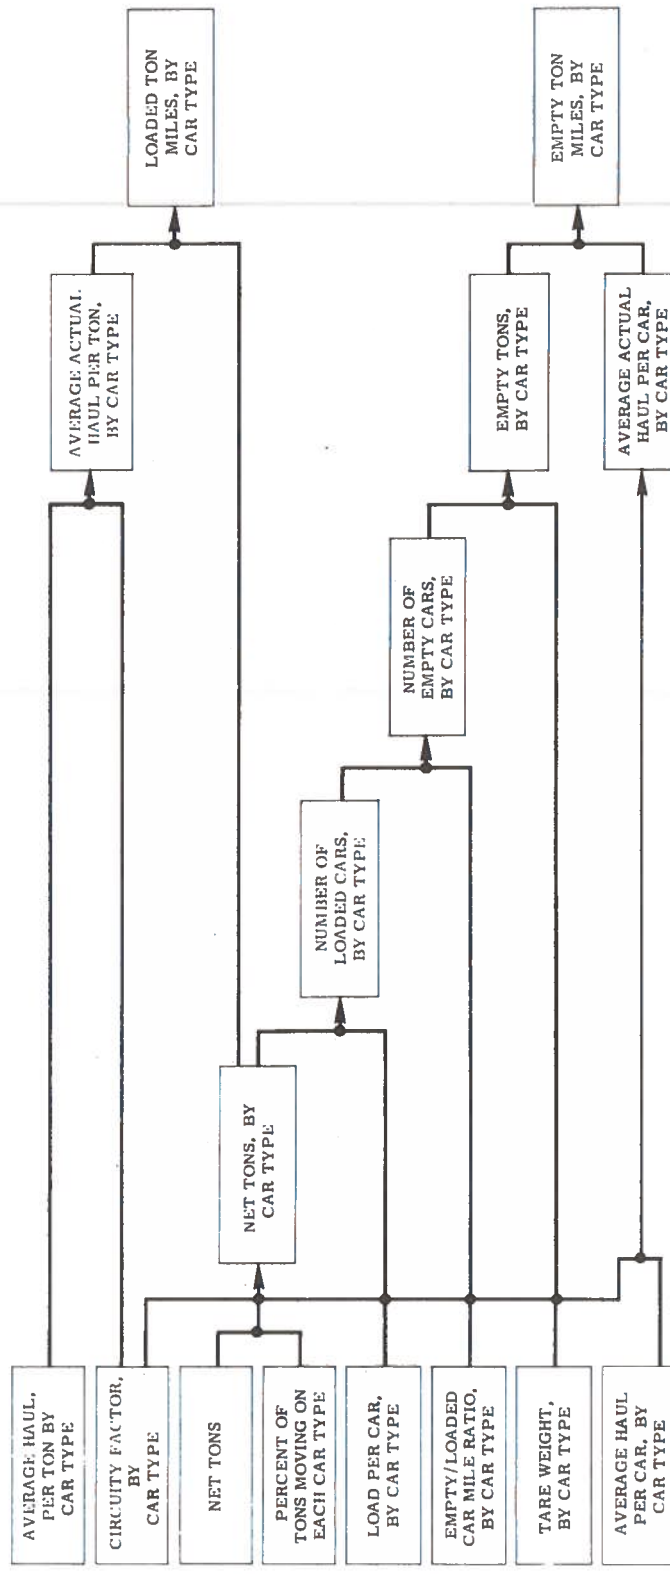 AVERAGE HAUL,
PER TON BY
CAR TYPE
CIRCUITY FACTOR,
BY
CAR TYPE
NET TONS
PERCENT OF
TONS MOVING ON
EACH CAR TYPE
LOAD PER CAR,
BY CAR TYPE
EMPTY/LOADED
CAR MILE RATIO,
BY CAR TYPE
TARE WEIGHT,
BY CAR TYPE
AVERAGE HAUL
PER CAR, BY
CAR TYPE
NET TONS, BY
CAR TYPE
NUMBER OF
LOADED CARS,
BY CAR TYPE
NUMBER OF
EMPTY CARS,
BY CAR TYPE
AVERAGE ACTUAL
HAUL PER TON,
BY CAR TYPE
EMPTY TONS,
BY CAR TYPE
AVERAGE ACTUAL
HAUL PER CAR,
BY CAR TYPE
LOADED TON
MILES, BY
CAR TYPE
EMPTY TON
MILES, BY
CAR TYPE